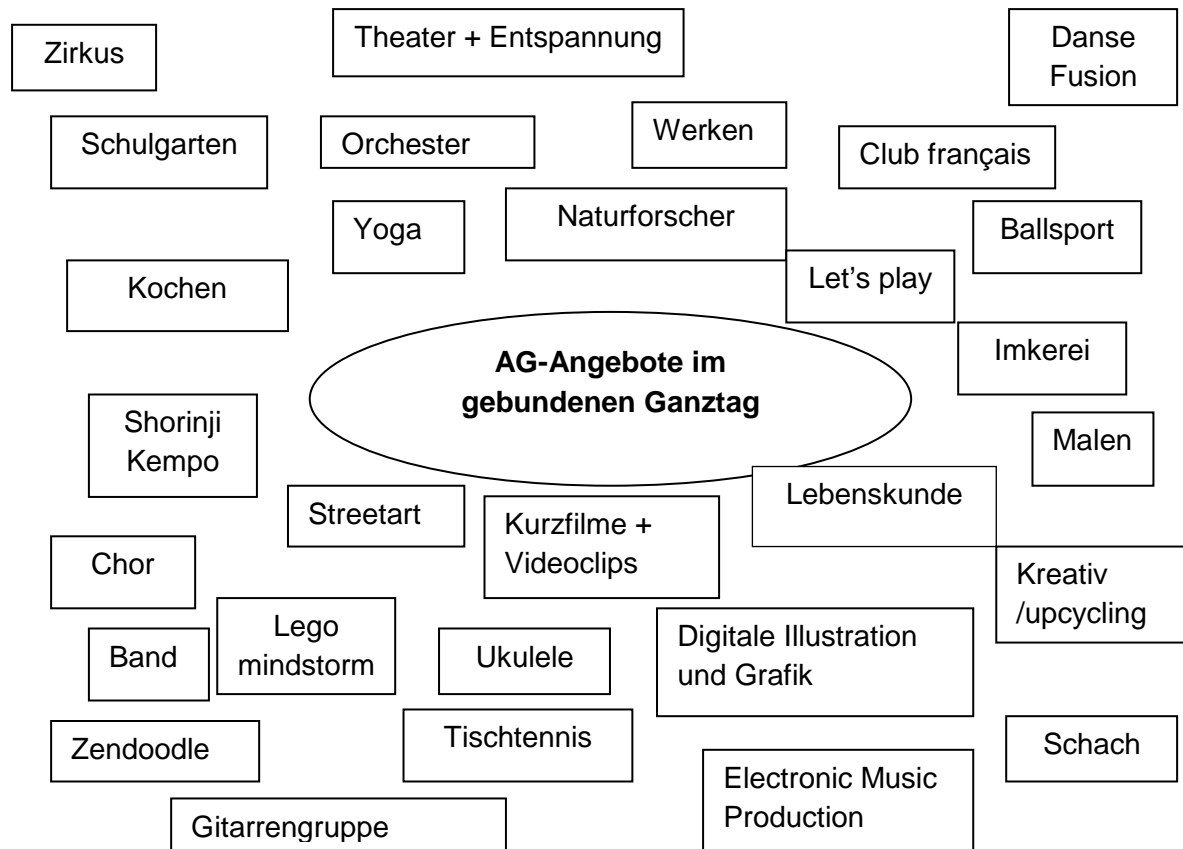 Zirkus
Theater + Entspannung
Danse
Fusion
Schulgarten
Orchester
Werken
Club français
Yoga
Naturforscher
Ballsport
Kochen
Let's play
Imkerei
AG-Angebote im
gebundenen Ganztag
Shorinji
Kempo
Malen
Lebenskunde
Streetart
Kurzfilme +
Videoclips
Chor
Kreativ
/upcycling
Lego
mindstorm
Band
Ukulele
Digitale Illustration
und Grafik
Zendoodle
Tischtennis
Schach
Electronic Music
Production
Gitarrengruppe